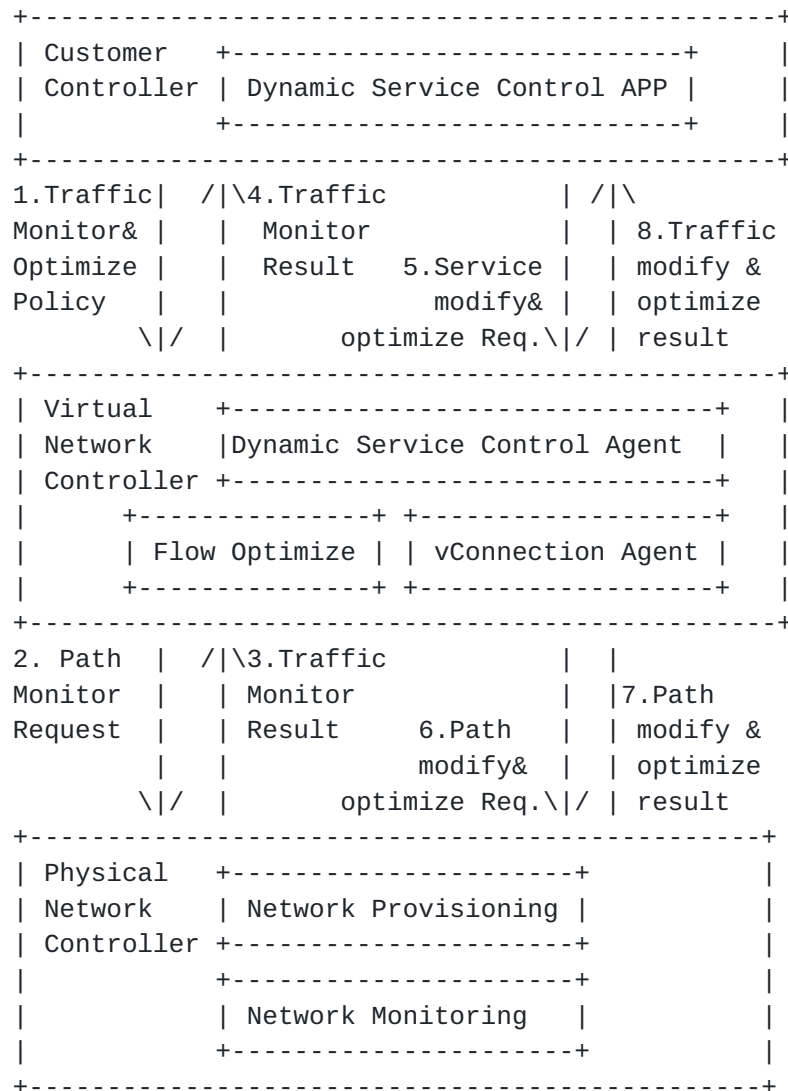 +------------------------------------------------+
| Customer   +-----------------------------+     |
| Controller | Dynamic Service Control APP |     |
|            +-----------------------------+     |
+------------------------------------------------+
1.Traffic|  /|\4.Traffic           | /|\
Monitor& |   |  Monitor            |  | 8.Traffic
Optimize |   |  Result   5.Service |  | modify &
Policy   |   |             modify& |  | optimize
        \|/  |       optimize Req.\|/ | result
+------------------------------------------------+
| Virtual    +-------------------------------+   |
| Network    |Dynamic Service Control Agent  |   |
| Controller +-------------------------------+   |
|      +---------------+ +-------------------+   |
|      | Flow Optimize | | vConnection Agent |   |
|      +---------------+ +-------------------+   |
+------------------------------------------------+
2. Path  |  /|\3.Traffic           |  |
Monitor  |   | Monitor             |  |7.Path
Request  |   | Result     6.Path   |  | modify &
         |   |            modify&  |  | optimize
        \|/  |       optimize Req.\|/ | result
+-----------------------------------------------+
| Physical   +----------------------+           |
| Network    | Network Provisioning |           |
| Controller +----------------------+           |
|            +----------------------+           |
|            | Network Monitoring   |           |
|            +----------------------+           |
+-----------------------------------------------+